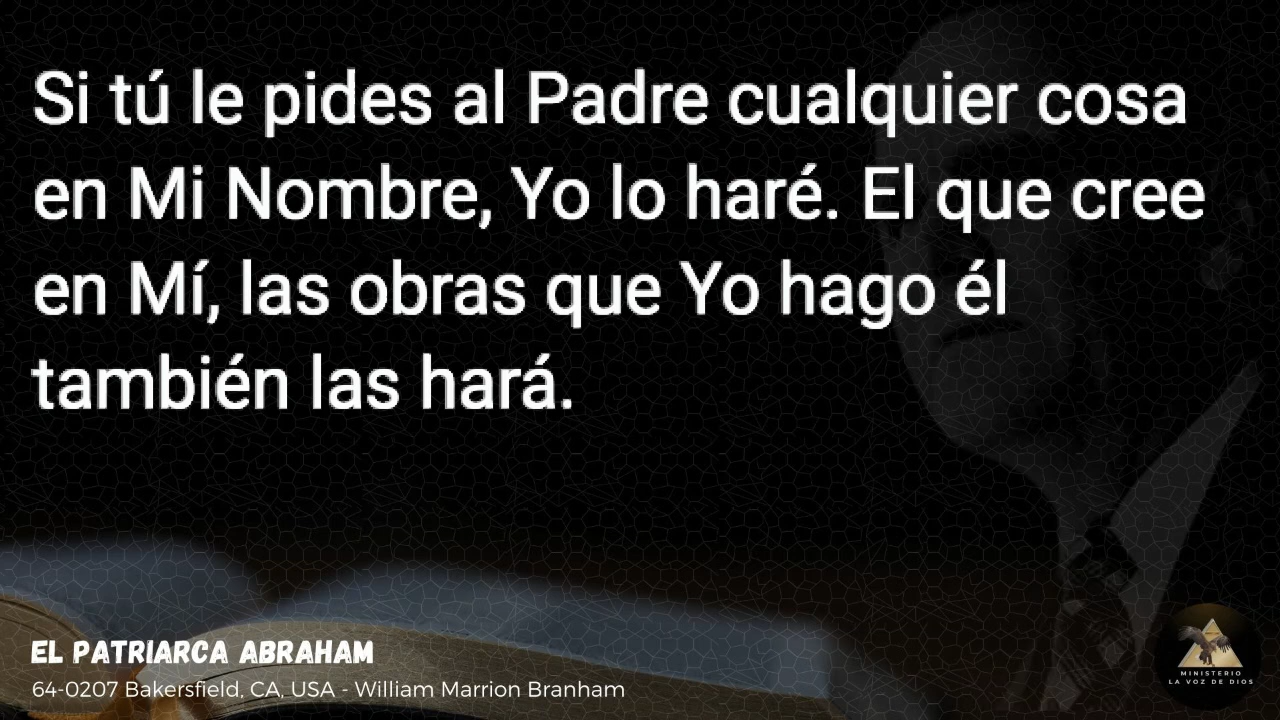 Si tú le pides al Padre cualquier cosa
en Mi Nombre, Yo lo haré. El que cree
en Mí, las obras que Yo hago él
también las hará.
EL PATRIARCA ABRAHAM
64-0207 Bakersfield, CA, USA - William Marrion Branham
MINISTERIO
LA VOZ DE DIOS